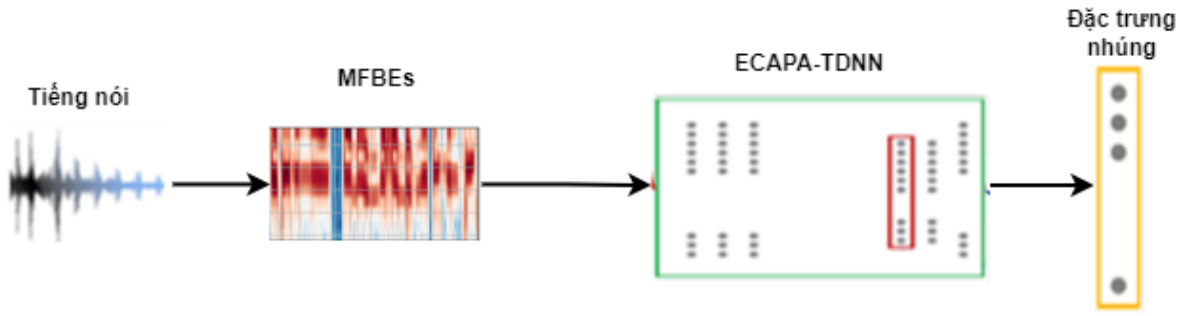 Tiếng nói
MFBEs
ECAPA-TDNN
Đặc trưng
nhúng